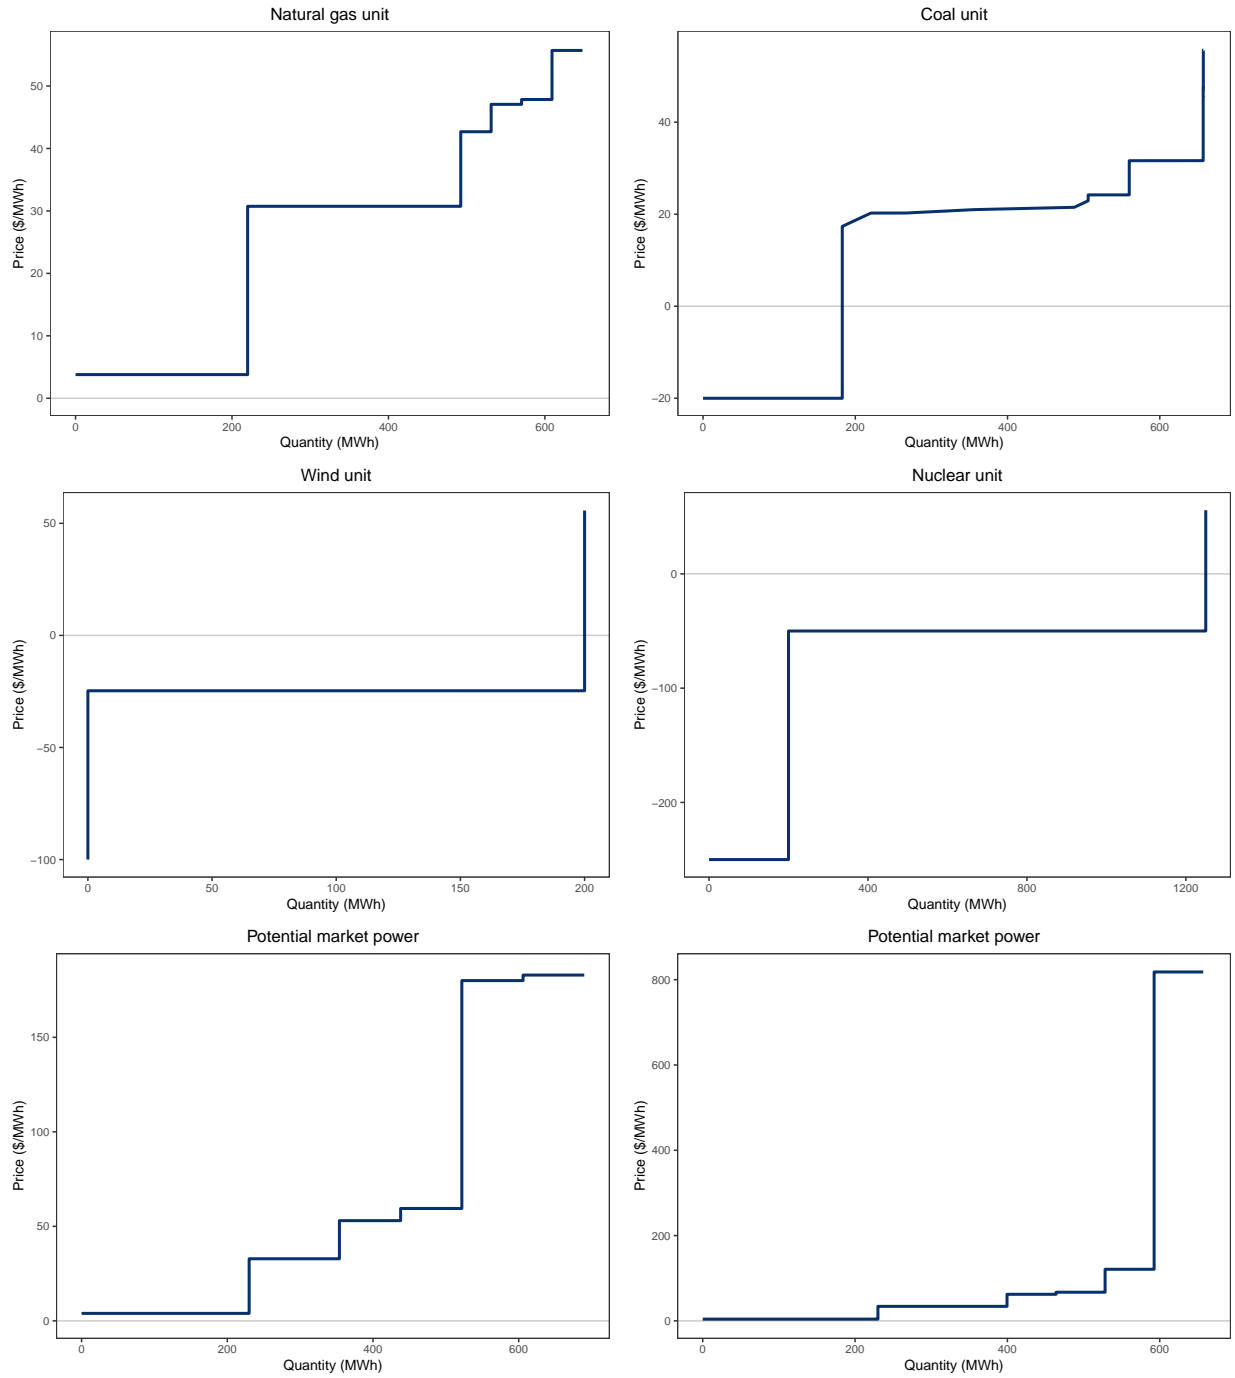 Natural gas unit
Price ($/MWh)
50
40
30
20
10
0
0 200 400 600
Quantity (MWh)
Coal unit
Price ($/MWh)
40
20
0
−20
0 200 400 600
Quantity (MWh)
Wind unit
Price ($/MWh)
50
0
−50
−100
0 50 100 150 200
Quantity (MWh)
Nuclear unit
Price ($/MWh)
0
−100
−200
0 400 800 1200
Quantity (MWh)
Potential market power
Price ($/MWh)
150
100
50
0
0 200 400 600
Quantity (MWh)
Potential market power
Price ($/MWh)
800
600
400
200
0
0 200 400 600
Quantity (MWh)